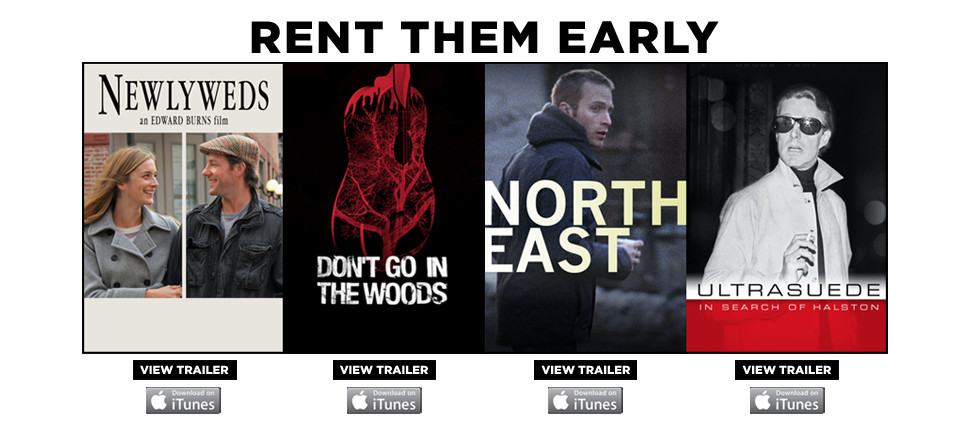 RENT THEM EARLY
NEWLYWEDS
an EDWARD BURNS film
DON'T GO IN
THE WOODS
NORTH
EAST
ULTRASUEDE
IN SEARCH OF HALSTON
VIEW TRAILER
VIEW TRAILER
VIEW TRAILER
VIEW TRAILER
Download on
iTunes
Download on
iTunes
Download on
iTunes
Download on
iTunes